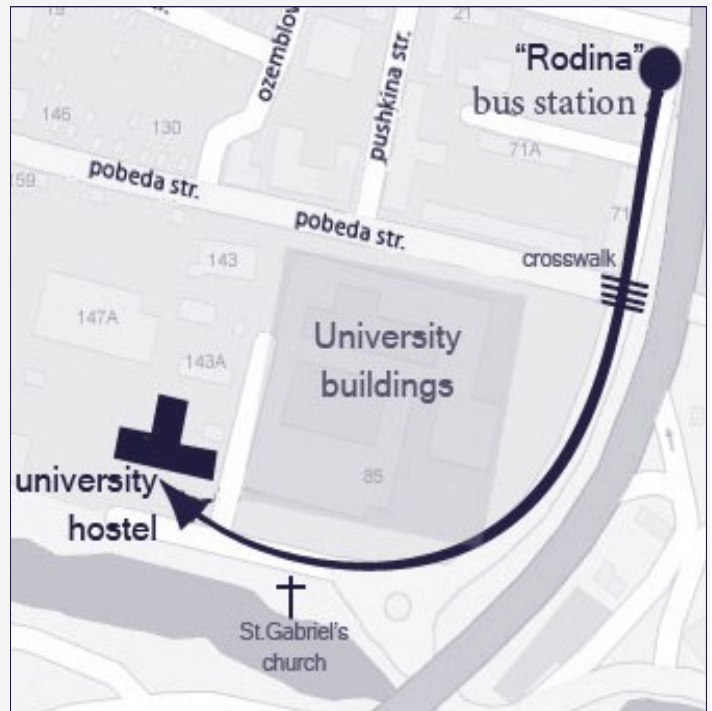 21
"Rodina"
bus station
ozemblow
pushkina str.
146
130
71A
159
pobeda str.
71
pobeda str.
crosswalk
143
147A
University
buildings
143A
85
university
hostel
St.Gabriel's
church